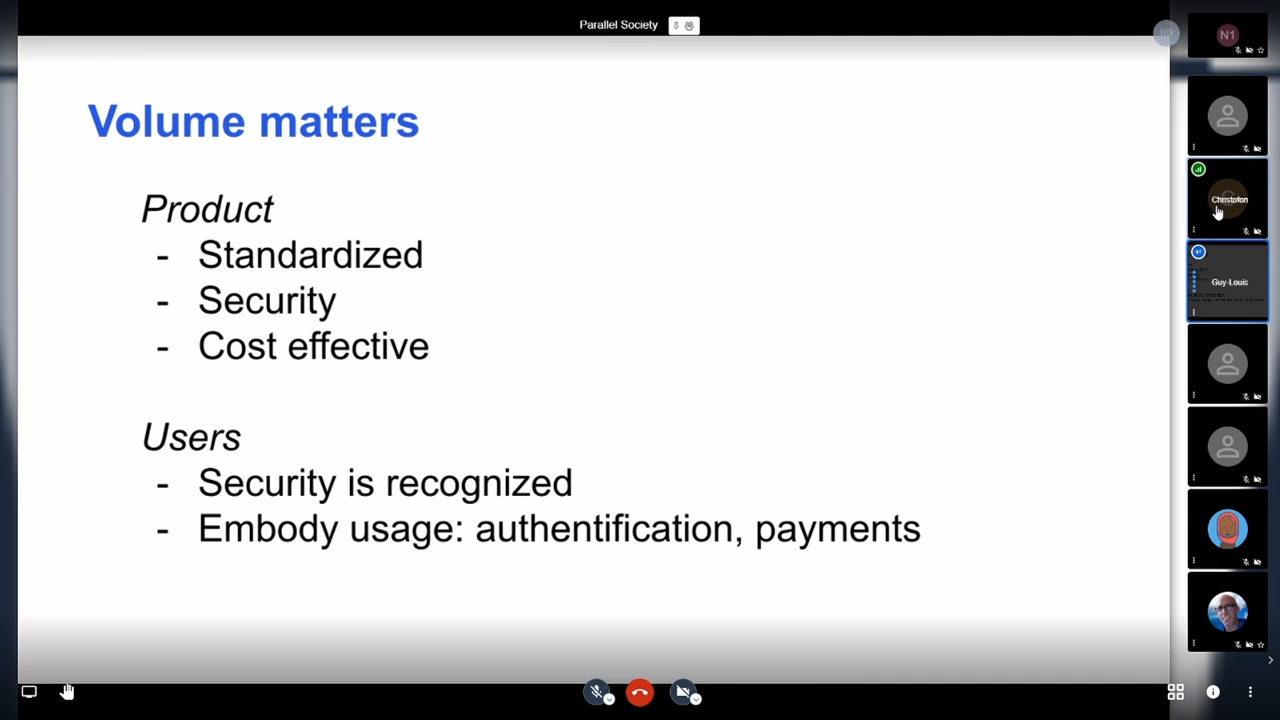 Parallel Society 8
N1
Volume matters
Product
- Standardized
- Security
- Cost effective
Users
- Security is recognized
- Embody usage: authentification, payments
Christofon
Guy-Louis